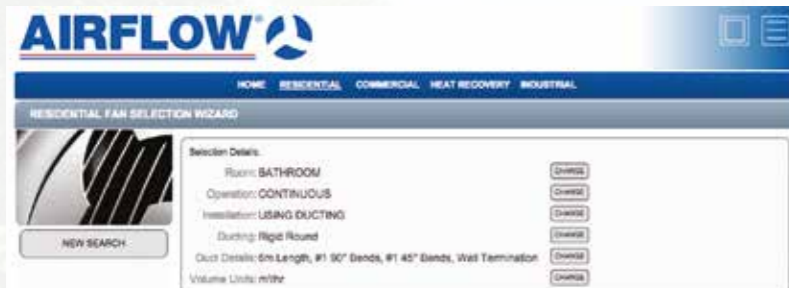 AIRFLOW
HOME RESIDENTIAL COMMERCIAL HEAT RECOVERY INDUSTRIAL
RESIDENTIAL FAN SELECTION WIZARD
Selection Details:
Room: BATHROOM CHANGE
Operation: CONTINUOUS CHANGE
Installation: USING DUCTING CHANGE
Ducting: Rigid Round CHANGE
Duct Details: 6m Length, #1 90° Bends, #1 45° Bends, Wall Termination CHANGE
Volume Units: m³/hr CHANGE
NEW SEARCH